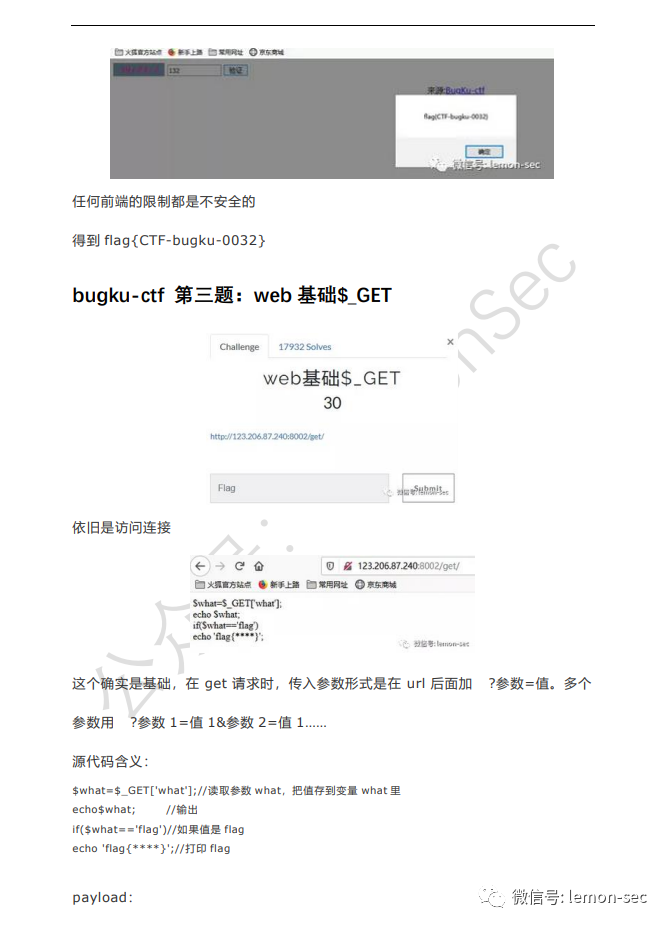 火狐官方站点 新手上路 常用网址 京东商城
132 验证
来源:BugKu-ctf
flag{CTF-bugku-0032}
确定
微信号: lemon-sec
任何前端的限制都是不安全的
得到 flag{CTF-bugku-0032}
bugku-ctf 第三题：web 基础$_GET
Challenge 17932 Solves ×
web基础$_GET
30
http://123.206.87.240:8002/get/
Flag Submit
微信号: lemon-sec
依旧是访问连接
123.206.87.240:8002/get/
火狐官方站点 新手上路 常用网址 京东商城
$what=$_GET['what'];
echo $what;
if($what=='flag')
echo 'flag{****}';
微信号: lemon-sec
这个确实是基础，在 get 请求时，传入参数形式是在 url 后面加 ?参数=值。多个
参数用 ?参数 1=值 1&参数 2=值 1……
源代码含义：
$what=$_GET['what'];//读取参数 what，把值存到变量 what 里
echo$what; //输出
if($what=='flag')//如果值是 flag
echo 'flag{****}';//打印 flag
payload：
微信号: lemon-sec